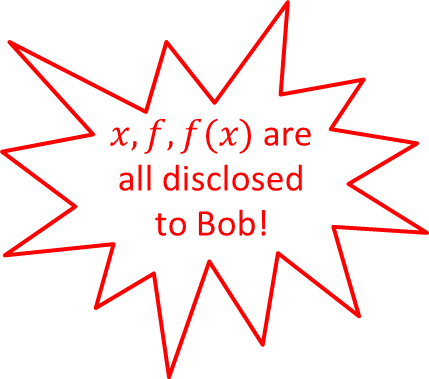 x, f, f(x) are
all disclosed
to Bob!